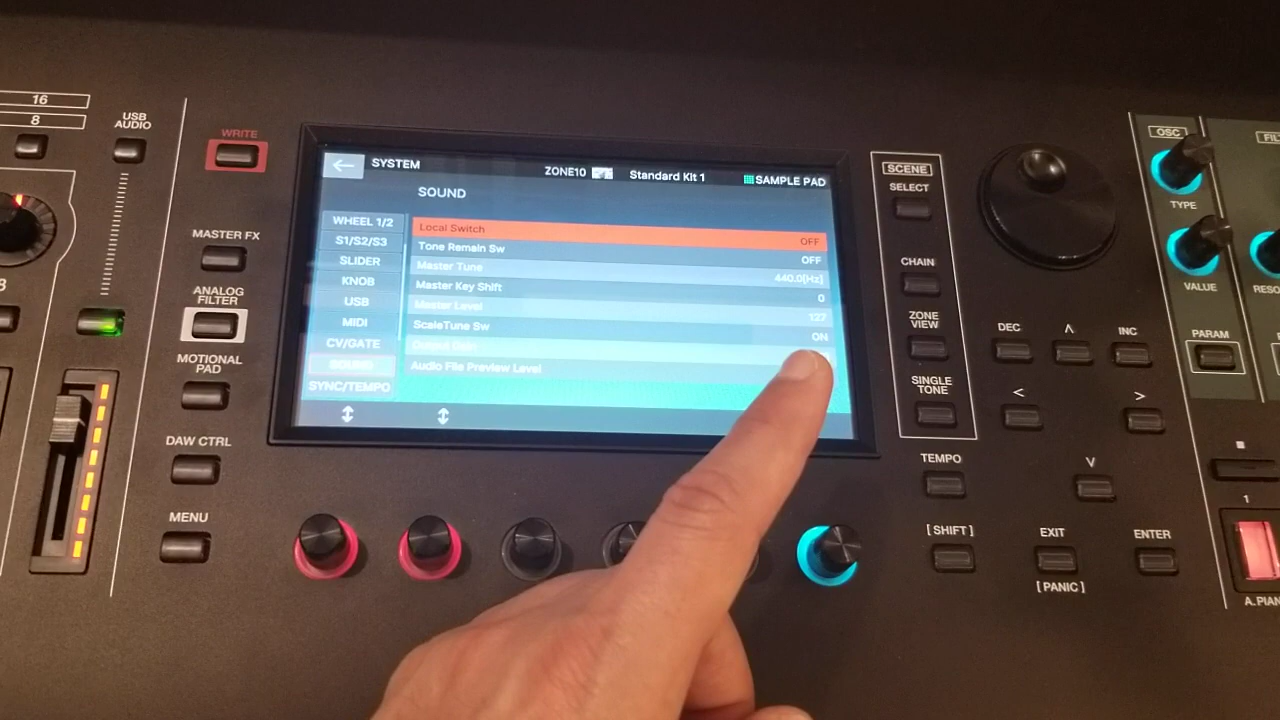 16
8
USB
AUDIO
WRITE
MASTER FX
ANALOG
FILTER
MOTIONAL
PAD
DAW CTRL
MENU
SYSTEM
ZONE10
Standard Kit 1
SAMPLE PAD
SOUND
WHEEL 1/2
S1/S2/S3
SLIDER
KNOB
USB
MIDI
CV/GATE
SOUND
SYNC/TEMPO
Local Switch OFF
Tone Remain Sw OFF
Master Tune 440.0[Hz]
Master Key Shift 0
Master Level 127
ScaleTune Sw ON
Output Gain
Audio File Preview Level
SCENE
SELECT
CHAIN
ZONE
VIEW
SINGLE
TONE
TEMPO
[SHIFT]
DEC
INC
EXIT
[PANIC]
ENTER
OSC
TYPE
VALUE
PARAM
1